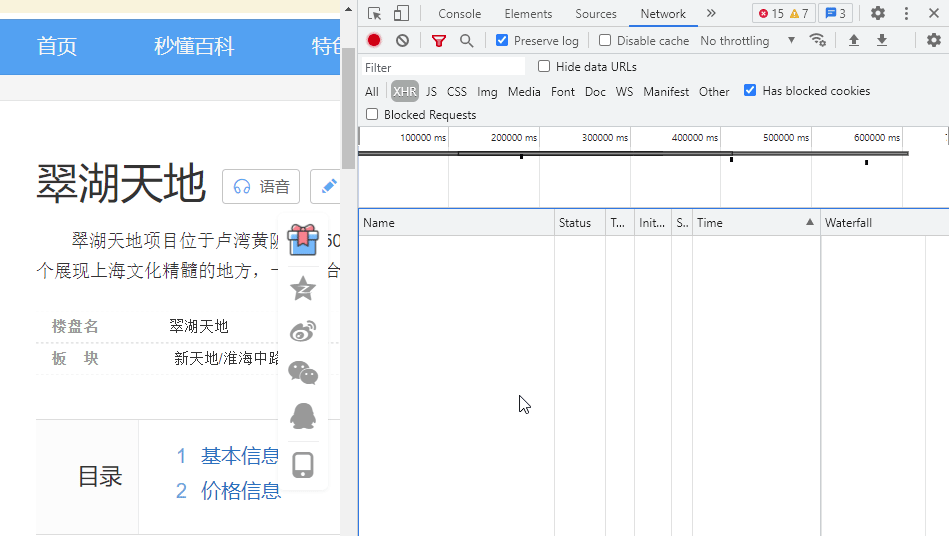 首页 秒懂百科 特色
翠湖天地 语音
翠湖天地项目位于卢湾黄
个展现上海文化精髓的地方，
楼盘名 翠湖天地
板 块 新天地/淮海中路
目录
1 基本信息
2 价格信息
Console Elements Sources Network » 15 7 3
Preserve log Disable cache No throttling
Filter Hide data URLs
All XHR JS CSS Img Media Font Doc WS Manifest Other Has blocked cookies
Blocked Requests
100000 ms 200000 ms 300000 ms 400000 ms 500000 ms 600000 ms
Name Status T... Init... S.. Time Waterfall